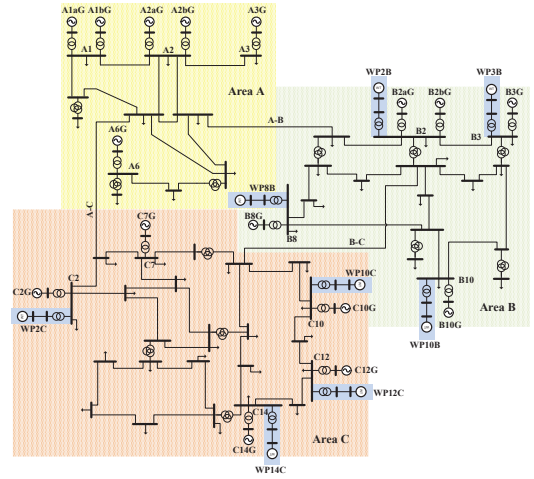 A1aG A1bG A2aG A2bG A3G
A1 A2 A3
Area A
WP2B WP3B
B2aG B2bG B3G
A-B
B2 B3
A6G
A6
A-C
WP8B
C7G
B8G
B8
B-C
C7
C2
WP10C
C2G
B10
Area B
WP2C
C10G
C10
B10G
WP10B
C12
C12G
WP12C
C14
Area C
C14G
WP14C